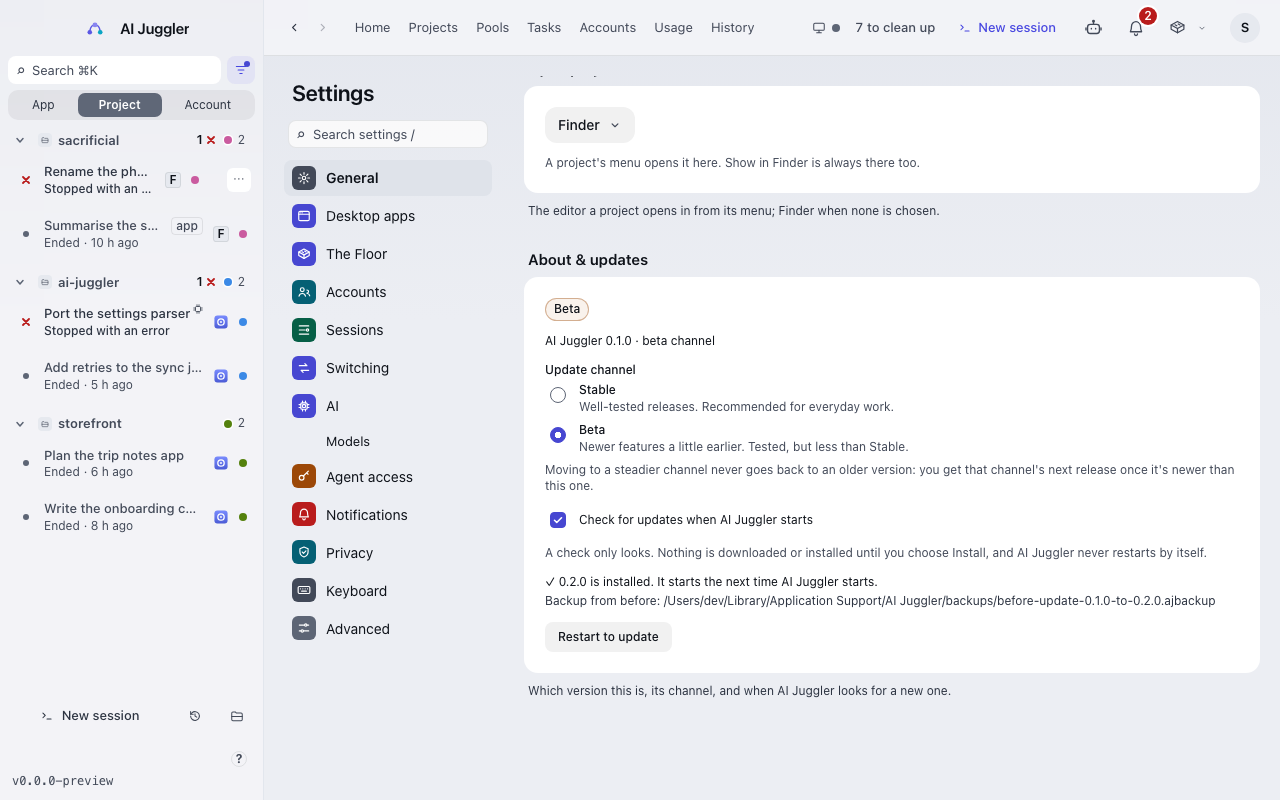 AI Juggler
Search ⌘K
App
Project
Account
sacrificial
1
2
Rename the ph...
Stopped with an ...
F
Summarise the s...
app
Ended · 10 h ago
F
ai-juggler
1
2
Port the settings parser
Stopped with an error
Add retries to the sync j...
Ended · 5 h ago
storefront
2
Plan the trip notes app
Ended · 6 h ago
Write the onboarding c...
Ended · 8 h ago
New session
?
v0.0.0-preview
Home
Projects
Pools
Tasks
Accounts
Usage
History
7 to clean up
New session
2
S
Settings
Search settings /
General
Desktop apps
The Floor
Accounts
Sessions
Switching
AI
Models
Agent access
Notifications
Privacy
Keyboard
Advanced
Finder
A project's menu opens it here. Show in Finder is always there too.
The editor a project opens in from its menu; Finder when none is chosen.
About & updates
Beta
AI Juggler 0.1.0 · beta channel
Update channel
Stable
Well-tested releases. Recommended for everyday work.
Beta
Newer features a little earlier. Tested, but less than Stable.
Moving to a steadier channel never goes back to an older version: you get that channel's next release once it's newer than
this one.
Check for updates when AI Juggler starts
A check only looks. Nothing is downloaded or installed until you choose Install, and AI Juggler never restarts by itself.
✓ 0.2.0 is installed. It starts the next time AI Juggler starts.
Backup from before: /Users/dev/Library/Application Support/AI Juggler/backups/before-update-0.1.0-to-0.2.0.ajbackup
Restart to update
Which version this is, its channel, and when AI Juggler looks for a new one.